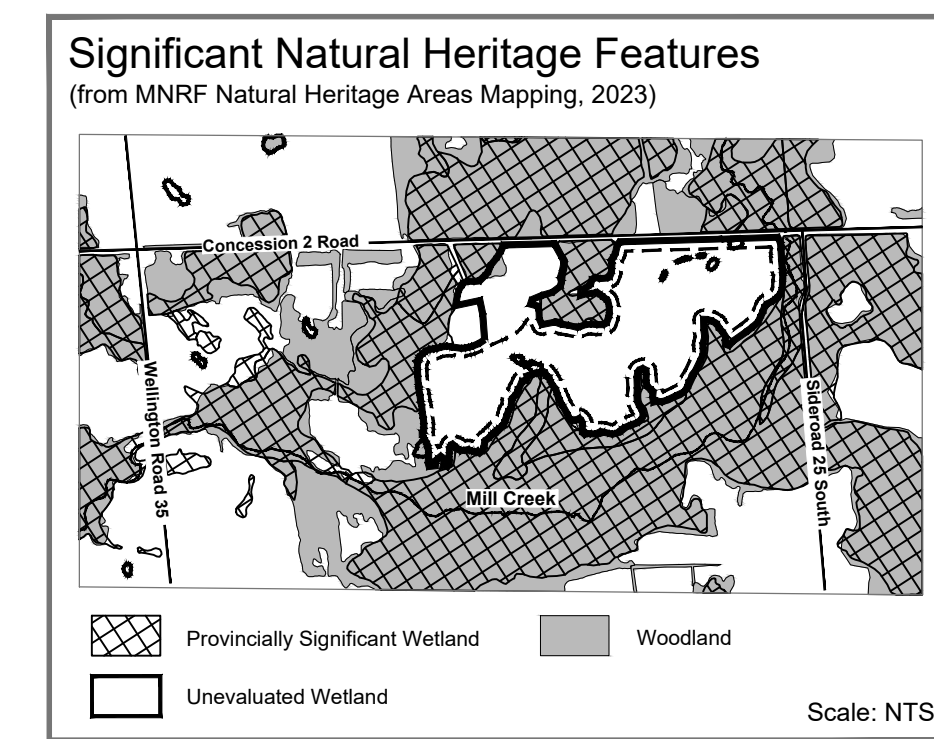 Significant Natural Heritage Features
(from MNRF Natural Heritage Areas Mapping, 2023)
Concession 2 Road
Wellington Road 35
Sideroad 25 South
Mill Creek
Provincially Significant Wetland
Woodland
Unevaluated Wetland
Scale: NTS